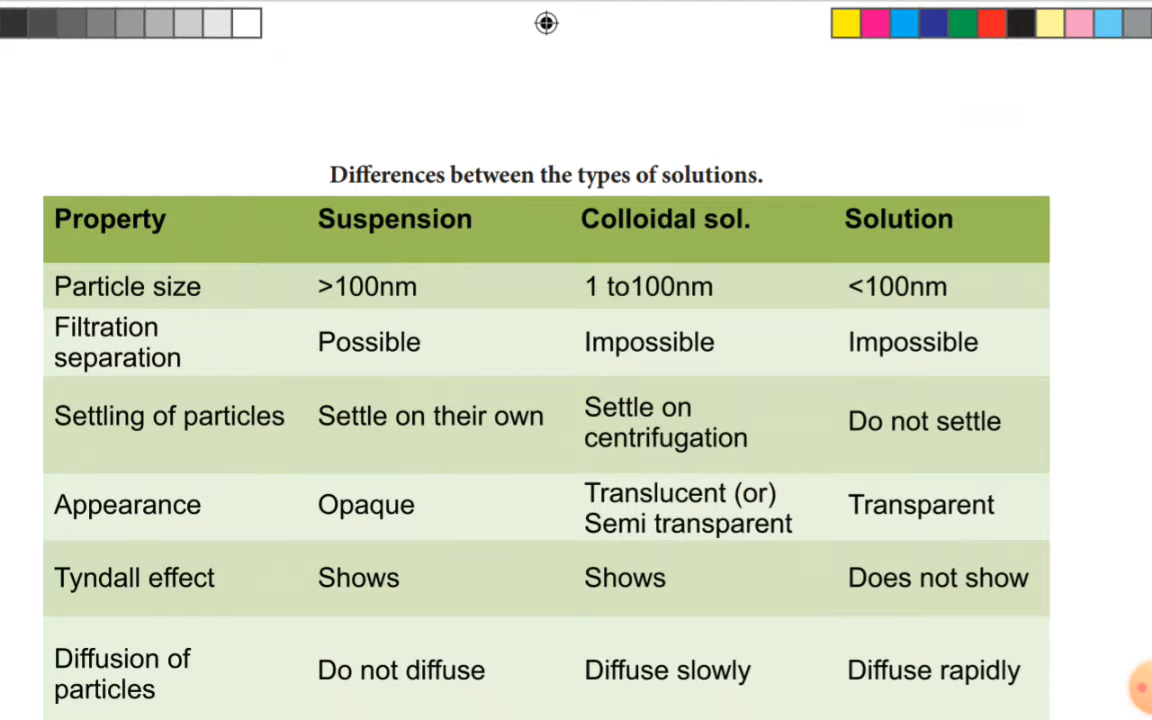 Differences between the types of solutions.
Property Suspension Colloidal sol. Solution
Particle size >100nm 1 to100nm <100nm
Filtration
separation Possible Impossible Impossible
Settling of particles Settle on their own Settle on
centrifugation Do not settle
Appearance Opaque Translucent (or)
Semi transparent Transparent
Tyndall effect Shows Shows Does not show
Diffusion of
particles Do not diffuse Diffuse slowly Diffuse rapidly